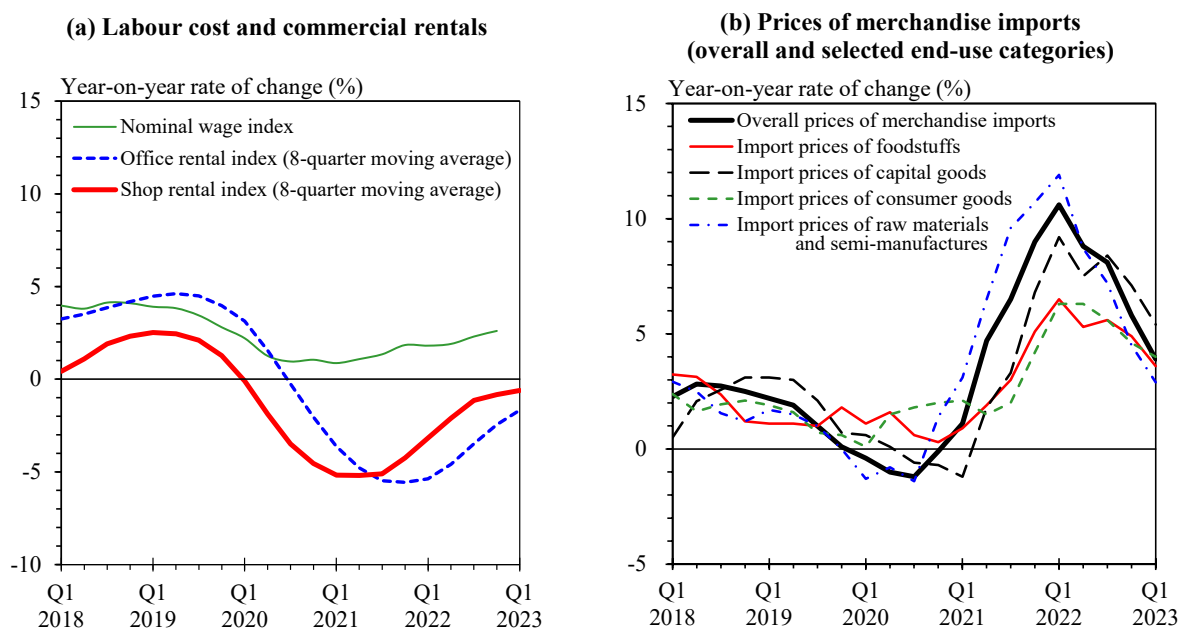 (a) Labour cost and commercial rentals
Year-on-year rate of change (%)
15
10
5
0
-5
-10
Nominal wage index
Office rental index (8-quarter moving average)
Shop rental index (8-quarter moving average)
Q1 Q1 Q1 Q1 Q1 Q1
2018 2019 2020 2021 2022 2023
(b) Prices of merchandise imports
(overall and selected end-use categories)
Year-on-year rate of change (%)
15
10
5
0
-5
Overall prices of merchandise imports
Import prices of foodstuffs
Import prices of capital goods
Import prices of consumer goods
Import prices of raw materials
and semi-manufactures
Q1 Q1 Q1 Q1 Q1 Q1
2018 2019 2020 2021 2022 2023